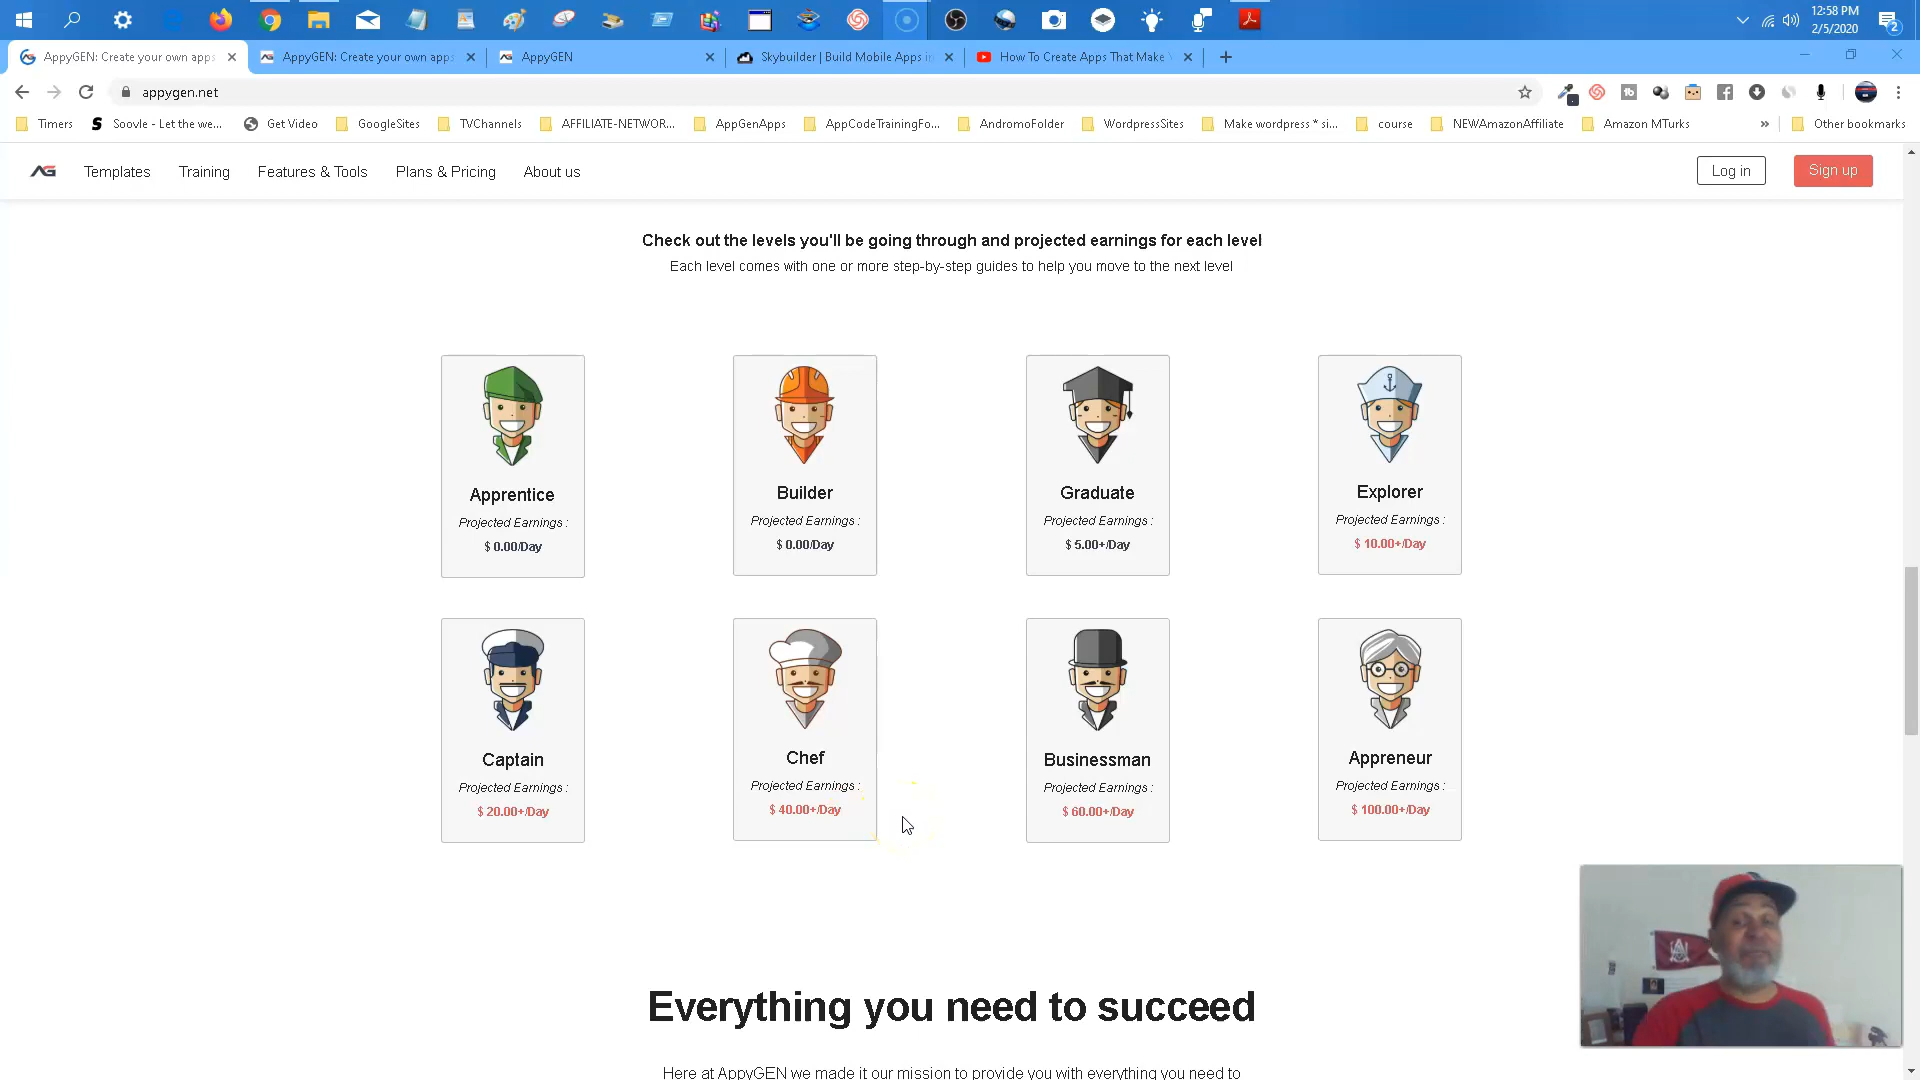 12:58 PM
2/5/2020
2
AppyGEN: Create your own apps
AppyGEN: Create your own apps
AppyGEN
Skybuilder | Build Mobile Apps in
How To Create Apps That Make
appygen.net
Timers
Soovle - Let the we...
Get Video
GoogleSites
TVChannels
AFFILIATE-NETWOR...
AppGenApps
AppCodeTrainingFo...
AndromoFolder
WordpressSites
Make wordpress * si...
course
NEWAmazonAffiliate
Amazon MTurks
»
Other bookmarks
AG
Templates
Training
Features & Tools
Plans & Pricing
About us
Log in
Sign up
Check out the levels you'll be going through and projected earnings for each level
Each level comes with one or more step-by-step guides to help you move to the next level
Apprentice
Projected Earnings :
$ 0.00/Day
Builder
Projected Earnings :
$ 0.00/Day
Graduate
Projected Earnings :
$ 5.00+/Day
Explorer
Projected Earnings :
$ 10.00+/Day
Captain
Projected Earnings :
$ 20.00+/Day
Chef
Projected Earnings :
$ 40.00+/Day
Businessman
Projected Earnings :
$ 60.00+/Day
Appreneur
Projected Earnings :
$ 100.00+/Day
Everything you need to succeed
Here at AppyGEN we made it our mission to provide you with everything you need to